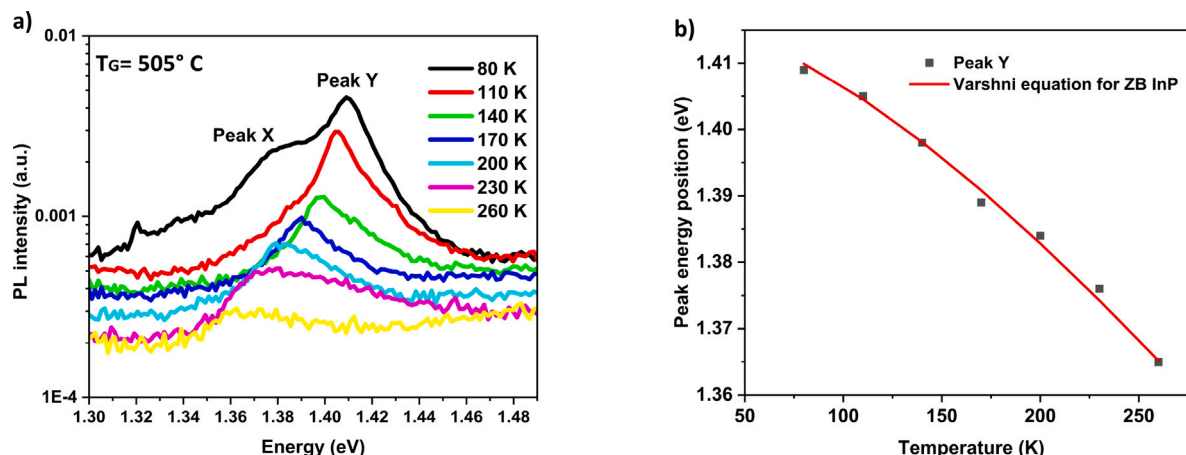 a)
TG= 505° C
Peak X
Peak Y
80 K
110 K
140 K
170 K
200 K
230 K
260 K
PL intensity (a.u.)
0.01
0.001
1E-4
1.30 1.32 1.34 1.36 1.38 1.40 1.42 1.44 1.46 1.48
Energy (eV)
b)
Peak Y
Varshni equation for ZB InP
Peak energy position (eV)
1.41
1.40
1.39
1.38
1.37
1.36
50 100 150 200 250
Temperature (K)